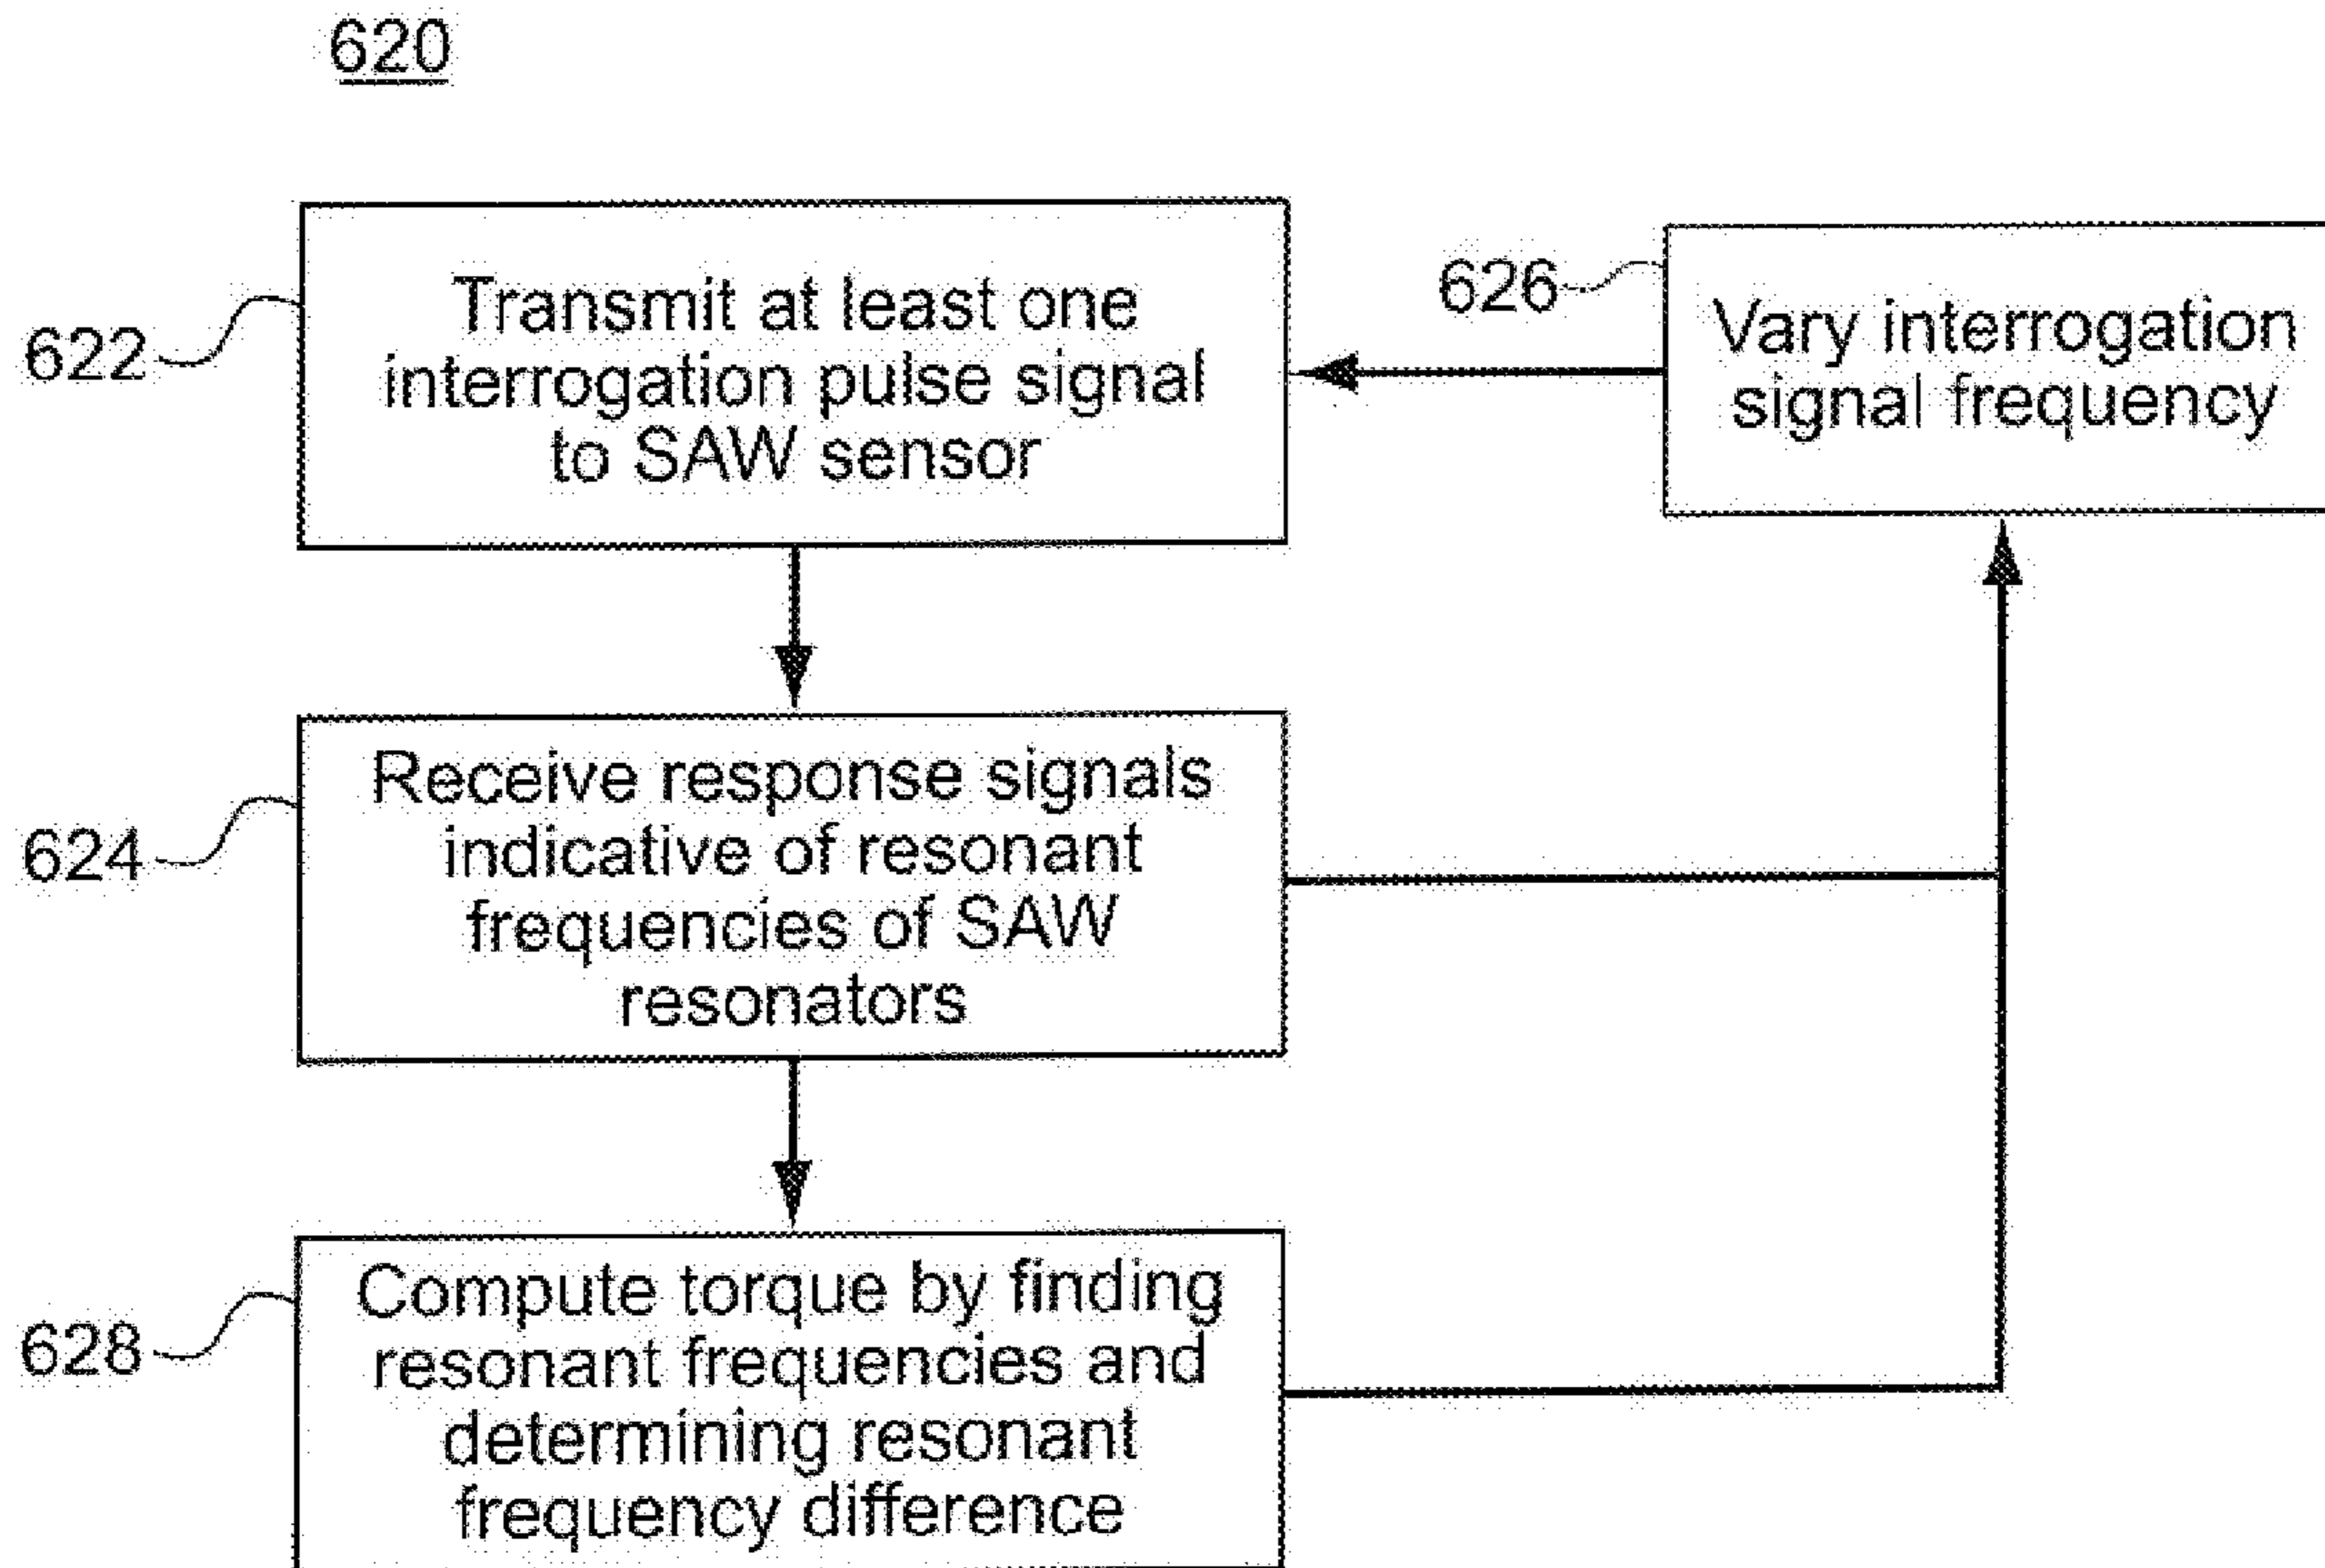 620
622
Transmit at least one
interrogation pulse signal
to SAW sensor
626
Vary interrogation
signal frequency
624
Receive response signals
indicative of resonant
frequencies of SAW
resonators
628
Compute torque by finding
resonant frequencies and
determining resonant
frequency difference